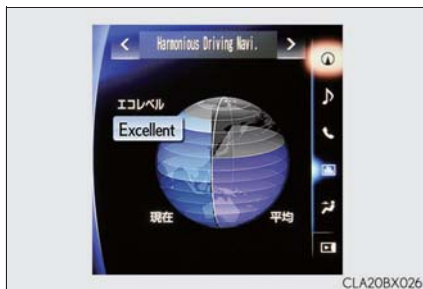 Harmonious Driving Navi.
エコレベル
Excellent
現在
平均
CLA20BX026